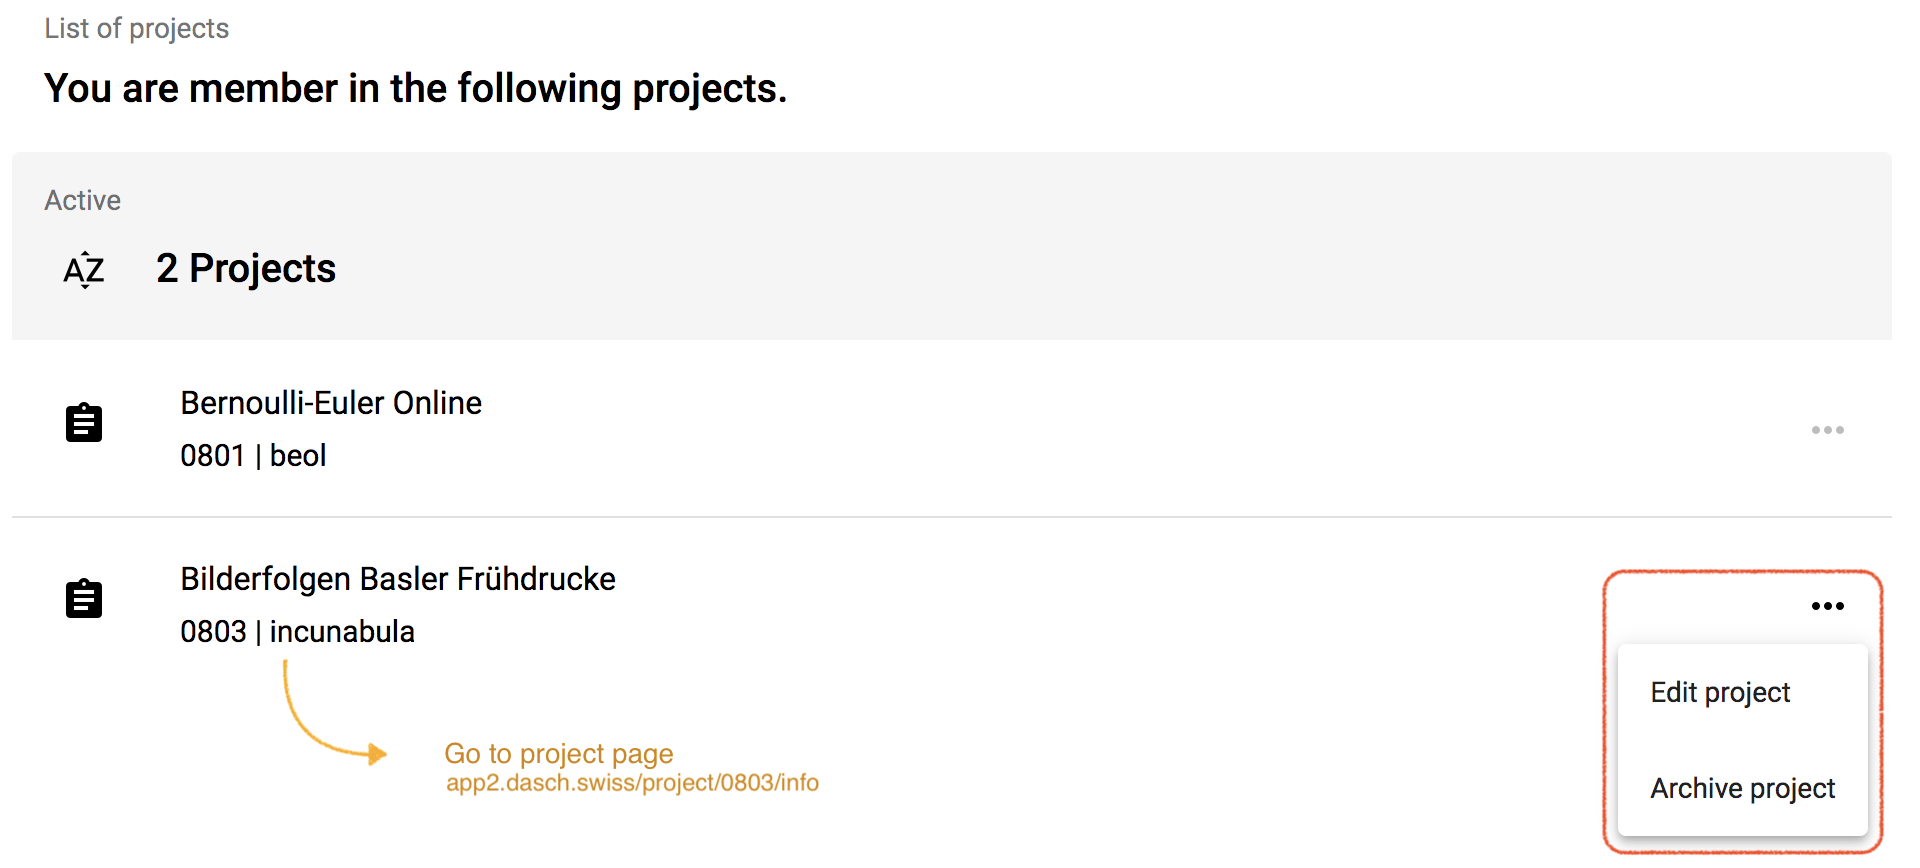 List of projects
You are member in the following projects.
Active
AZ
2 Projects
Bernoulli-Euler Online
0801 | beol
Bilderfolgen Basler Frühdrucke
0803 | incunabula
Edit project
Go to project page
app2.dasch.swiss/project/0803/info
Archive project